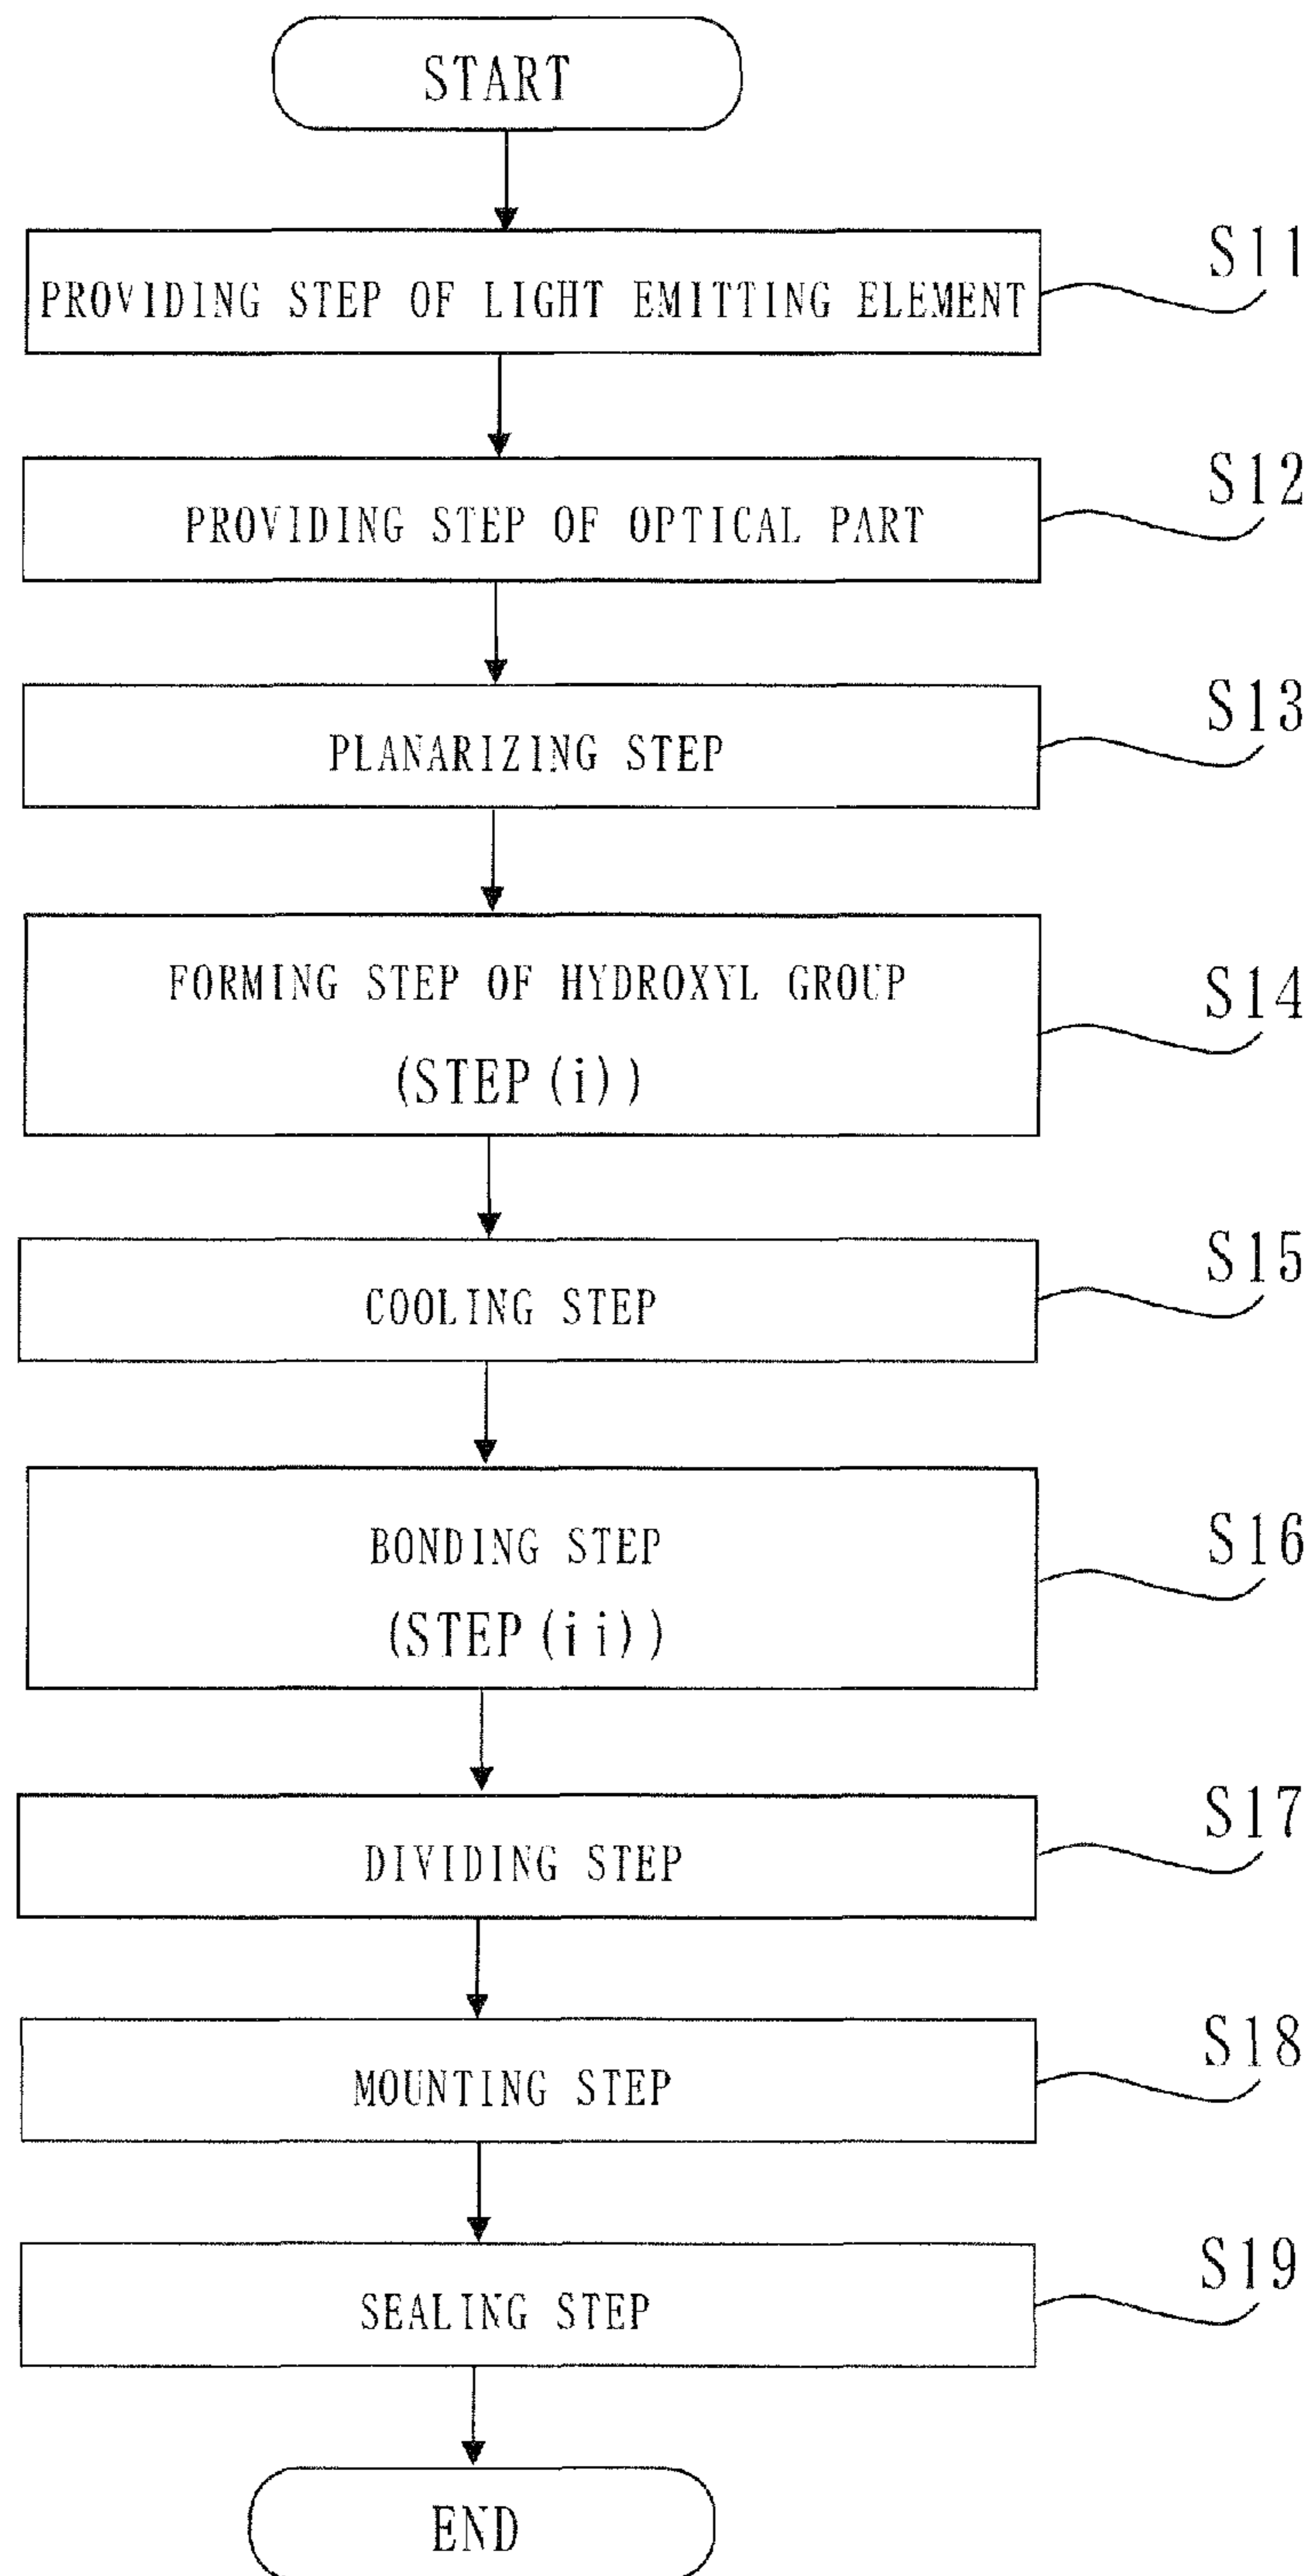 START
PROVIDING STEP OF LIGHT EMITTING ELEMENT
S11
PROVIDING STEP OF OPTICAL PART
S12
PLANARIZING STEP
S13
FORMING STEP OF HYDROXYL GROUP
(STEP(i))
S14
COOLING STEP
S15
BONDING STEP
(STEP(ii))
S16
DIVIDING STEP
S17
MOUNTING STEP
S18
SEALING STEP
S19
END